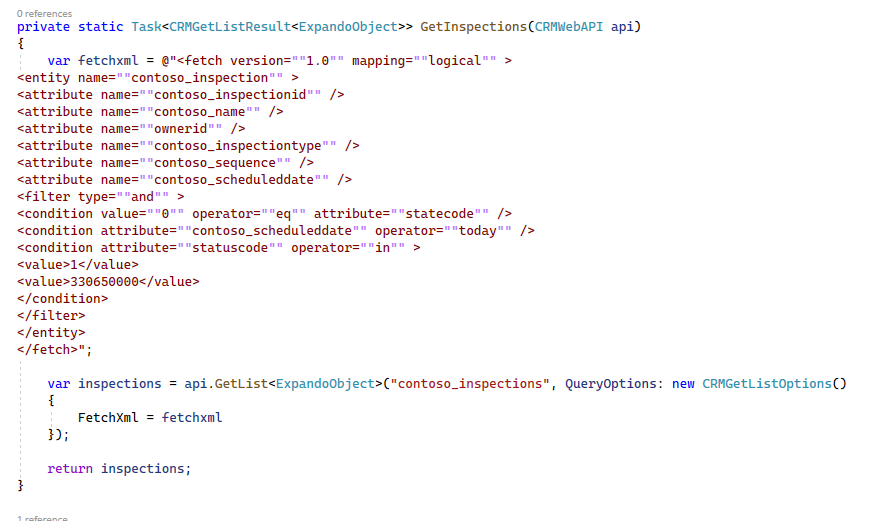 0 references
private static Task<CRMGetListResult<ExpandoObject>> GetInspections(CRMWebAPI api)
{
var fetchxml = @"<fetch version=""1.0"" mapping=""logical"" >
<entity name=""contoso_inspection"" >
<attribute name=""contoso_inspectionid"" />
<attribute name=""contoso_name"" />
<attribute name=""ownerid"" />
<attribute name=""contoso_inspectiontype"" />
<attribute name=""contoso_sequence"" />
<attribute name=""contoso_scheduleddate"" />
<filter type=""and"" >
<condition value=""0"" operator=""eq"" attribute=""statecode"" />
<condition attribute=""contoso_scheduleddate"" operator=""today"" />
<condition attribute=""statuscode"" operator=""in"" >
<value>1</value>
<value>330650000</value>
</condition>
</filter>
</entity>
</fetch>";
var inspections = api.GetList<ExpandoObject>("contoso_inspections", QueryOptions: new CRMGetListOptions()
{
FetchXml = fetchxml
});
return inspections;
}
1 reference